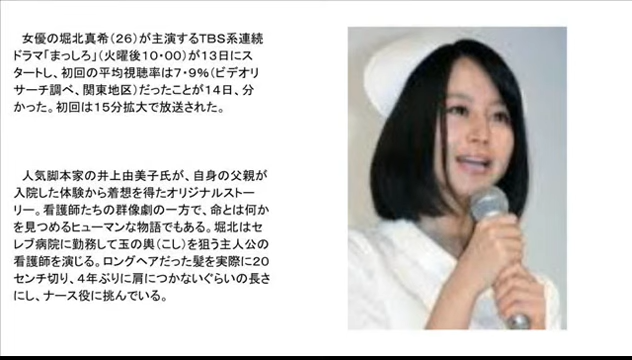 女優の堀北真希(26)が主演するTBS系連続
ドラマ「まっしろ」(火曜後10・00)が13日にス
タートし、初回の平均視聴率は7・9%(ビデオリ
サーチ調べ、関東地区)だったことが14日、分
かった。初回は15分拡大で放送された。
人気脚本家の井上由美子氏が、自身の父親が
入院した体験から着想を得たオリジナルストー
リー。看護師たちの群像劇の一方で、命とは何か
を見つめるヒューマンな物語でもある。堀北はセ
レブ病院に勤務して玉の輿(こし)を狙う主人公の
看護師を演じる。ロングヘアだった髪を実際に20
センチ切り、4年ぶりに肩につかないぐらいの長さ
にし、ナース役に挑んでいる。